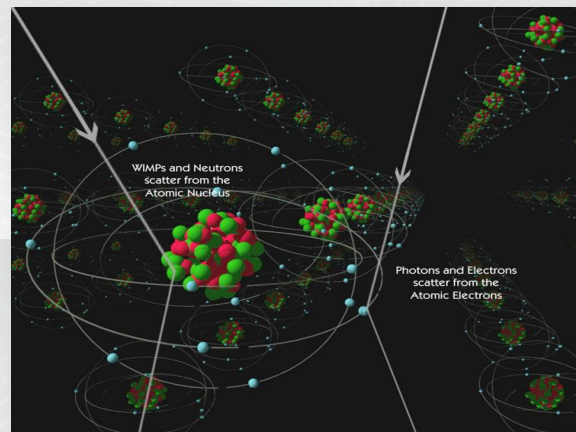 WIMPs and Neutrons
scatter from the
Atomic Nucleus
Photons and Electrons
scatter from the
Atomic Electrons